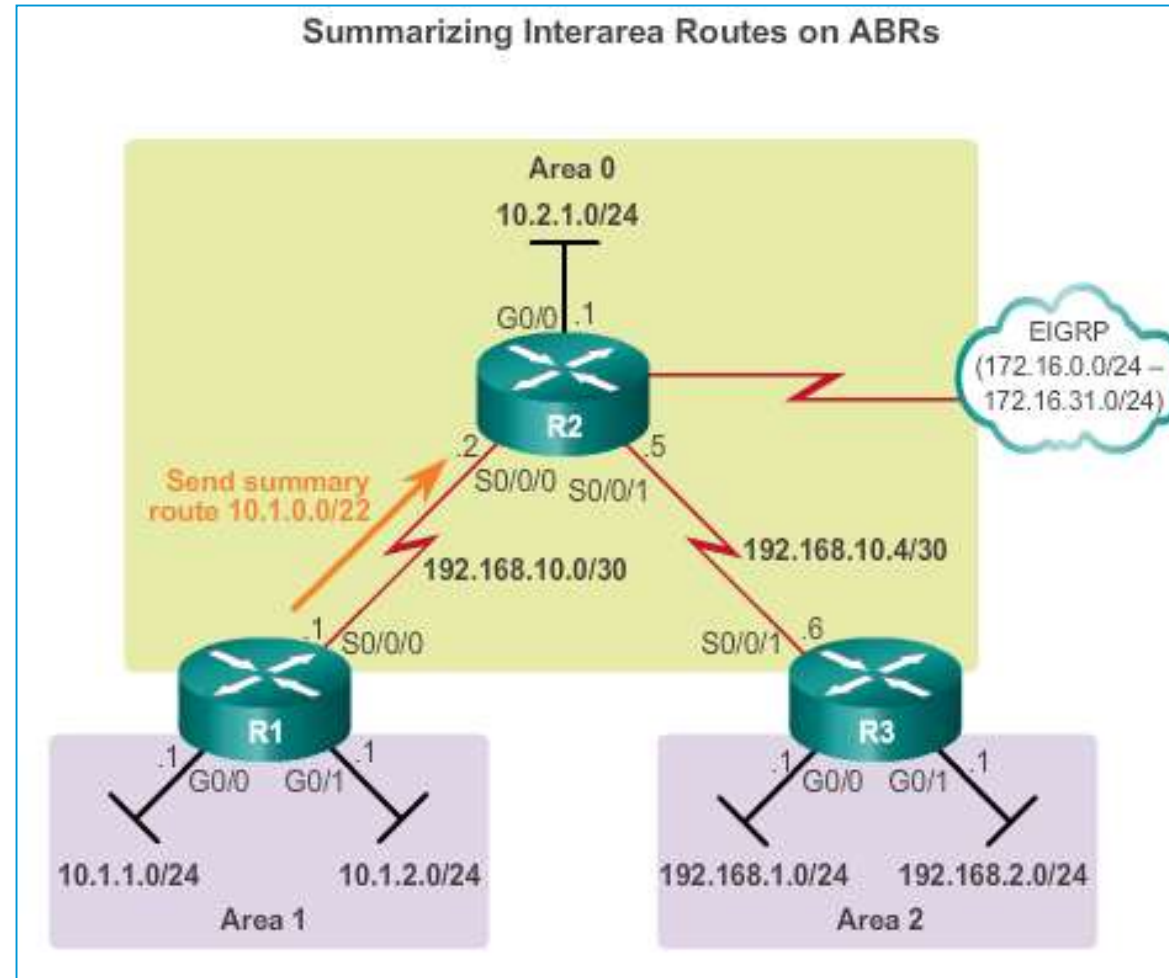 Summarizing Interarea Routes on ABRs
Area 0
10.2.1.0/24
G0/0
.1
EIGRP
(172.16.0.0/24 –
172.16.31.0/24)
R2
.2
.5
S0/0/0
S0/0/1
Send summary
route 10.1.0.0/22
192.168.10.0/30
192.168.10.4/30
.1
S0/0/0
S0/0/1
.6
R1
R3
.1
G0/0
G0/1
.1
.1
G0/0
G0/1
.1
10.1.1.0/24
10.1.2.0/24
192.168.1.0/24
192.168.2.0/24
Area 1
Area 2